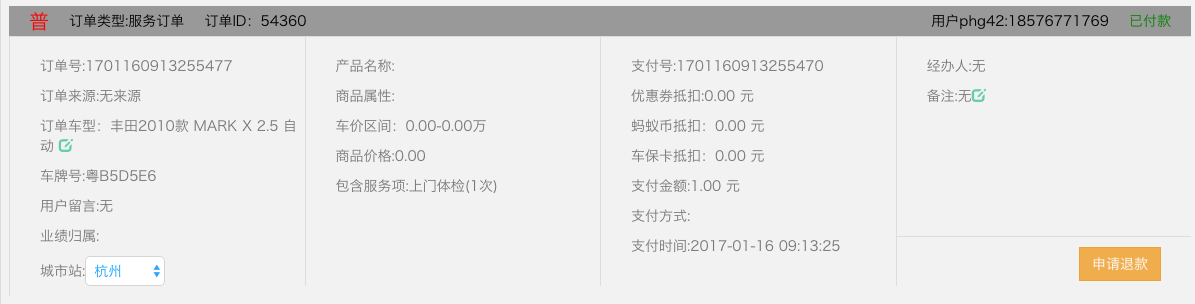 普 订单类型:服务订单 订单ID：54360 用户phg42:18576771769 已付款
订单号:1701160913255477
订单来源:无来源
订单车型：丰田2010款 MARK X 2.5 自
动
车牌号:粤B5D5E6
用户留言:无
业绩归属:
城市站: 杭州
产品名称:
商品属性:
车价区间：0.00-0.00万
商品价格:0.00
包含服务项:上门体检(1次)
支付号:1701160913255470
优惠券抵扣:0.00 元
蚂蚁币抵扣：0.00 元
车保卡抵扣：0.00 元
支付金额:1.00 元
支付方式:
支付时间:2017-01-16 09:13:25
经办人:无
备注:无
申请退款